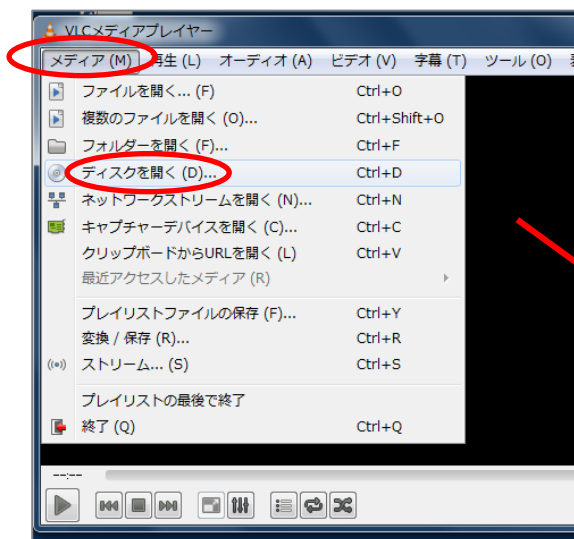 VLCメディアプレイヤー
メディア (M) 再生 (L) オーディオ (A) ビデオ (V) 字幕 (T) ツール (O)
ファイルを開く... (F) Ctrl+O
複数のファイルを開く (O)... Ctrl+Shift+O
フォルダーを開く (F)... Ctrl+F
ディスクを開く (D)... Ctrl+D
ネットワークストリームを開く (N)... Ctrl+N
キャプチャーデバイスを開く (C)... Ctrl+C
クリップボードからURLを開く (L) Ctrl+V
最近アクセスしたメディア (R)
プレイリストファイルの保存 (F)... Ctrl+Y
変換 / 保存 (R)... Ctrl+R
ストリーム... (S) Ctrl+S
プレイリストの最後で終了
終了 (Q) Ctrl+Q
--:--